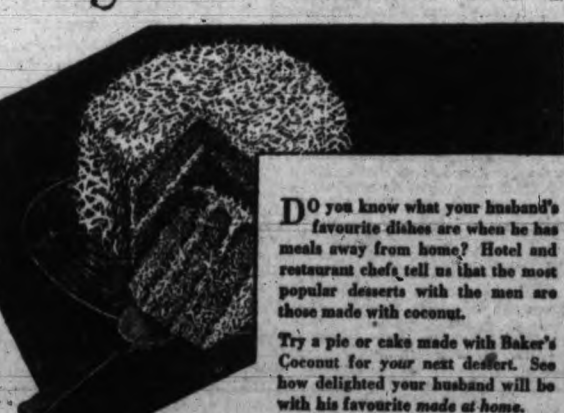 DO you know what your husband's
favourite dishes are when he has
meals away from home? Hotel and
restaurant chefs tell us that the most
popular desserts with the men are
those made with coconut.
Try a pie or cake made with Baker's
Coconut for your next dessert. See
how delighted your husband will be
with his favourite made at home.